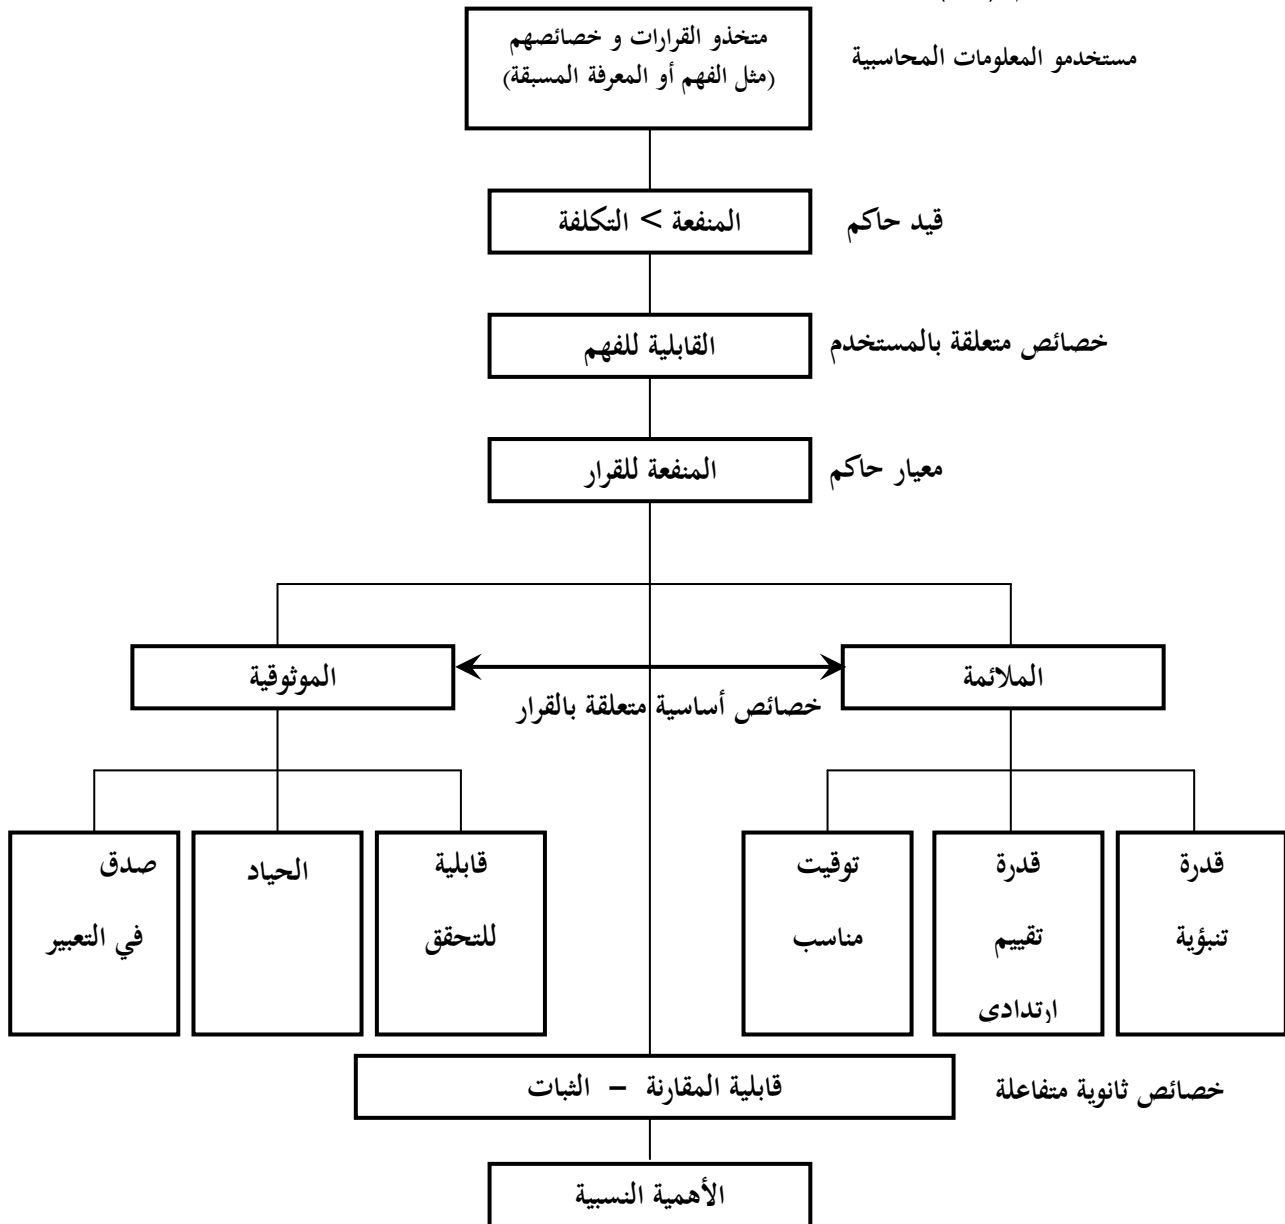 متخذو القرارات و خصائصهم
(مثل الفهم أو المعرفة المسبقة)
مستخدمو المعلومات المحاسبية
المنفعة > التكلفة
قيد حاكم
القابلية للفهم
خصائص متعلقة بالمستخدم
المنفعة للقرار
معيار حاكم
الملائمة
الموثوقية
خصائص أساسية متعلقة بالقرار
قدرة
تنبؤية
قدرة
تقييم
ارتدادى
توقيت
مناسب
قابلية
للتحقق
الحياد
صدق
في التعبير
قابلية المقارنة – الثبات
خصائص ثانوية متفاعلة
الأهمية النسبية